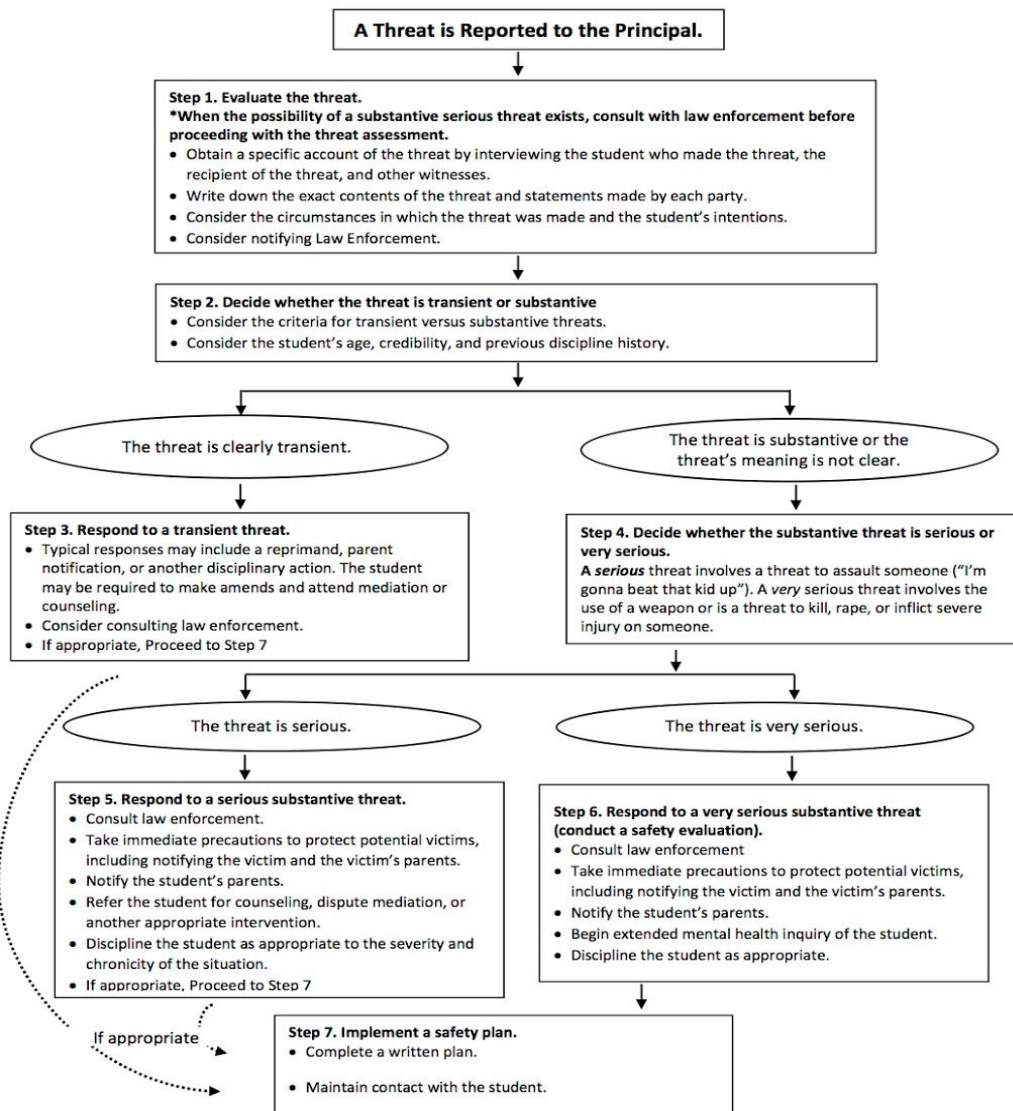 A Threat is Reported to the Principal.
Step 1. Evaluate the threat.
*When the possibility of a substantive serious threat exists, consult with law enforcement before
proceeding with the threat assessment.
• Obtain a specific account of the threat by interviewing the student who made the threat, the
recipient of the threat, and other witnesses.
• Write down the exact contents of the threat and statements made by each party.
• Consider the circumstances in which the threat was made and the student's intentions.
• Consider notifying Law Enforcement.
Step 2. Decide whether the threat is transient or substantive
• Consider the criteria for transient versus substantive threats.
• Consider the student's age, credibility, and previous discipline history.
The threat is clearly transient.
The threat is substantive or the
threat's meaning is not clear.
Step 3. Respond to a transient threat.
• Typical responses may include a reprimand, parent
notification, or another disciplinary action. The student
may be required to make amends and attend mediation or
counseling.
• Consider consulting law enforcement.
• If appropriate, Proceed to Step 7
Step 4. Decide whether the substantive threat is serious or
very serious.
A serious threat involves a threat to assault someone ("I'm
gonna beat that kid up"). A very serious threat involves the
use of a weapon or is a threat to kill, rape, or inflict severe
injury on someone.
The threat is serious.
The threat is very serious.
Step 5. Respond to a serious substantive threat.
• Consult law enforcement.
• Take immediate precautions to protect potential victims,
including notifying the victim and the victim's parents.
• Notify the student's parents.
• Refer the student for counseling, dispute mediation, or
another appropriate intervention.
• Discipline the student as appropriate to the severity and
chronicity of the situation.
• If appropriate, Proceed to Step 7
Step 6. Respond to a very serious substantive threat
(conduct a safety evaluation).
• Consult law enforcement
• Take immediate precautions to protect potential victims,
including notifying the victim and the victim's parents.
• Notify the student's parents.
• Begin extended mental health inquiry of the student.
• Discipline the student as appropriate.
If appropriate
Step 7. Implement a safety plan.
• Complete a written plan.
• Maintain contact with the student.